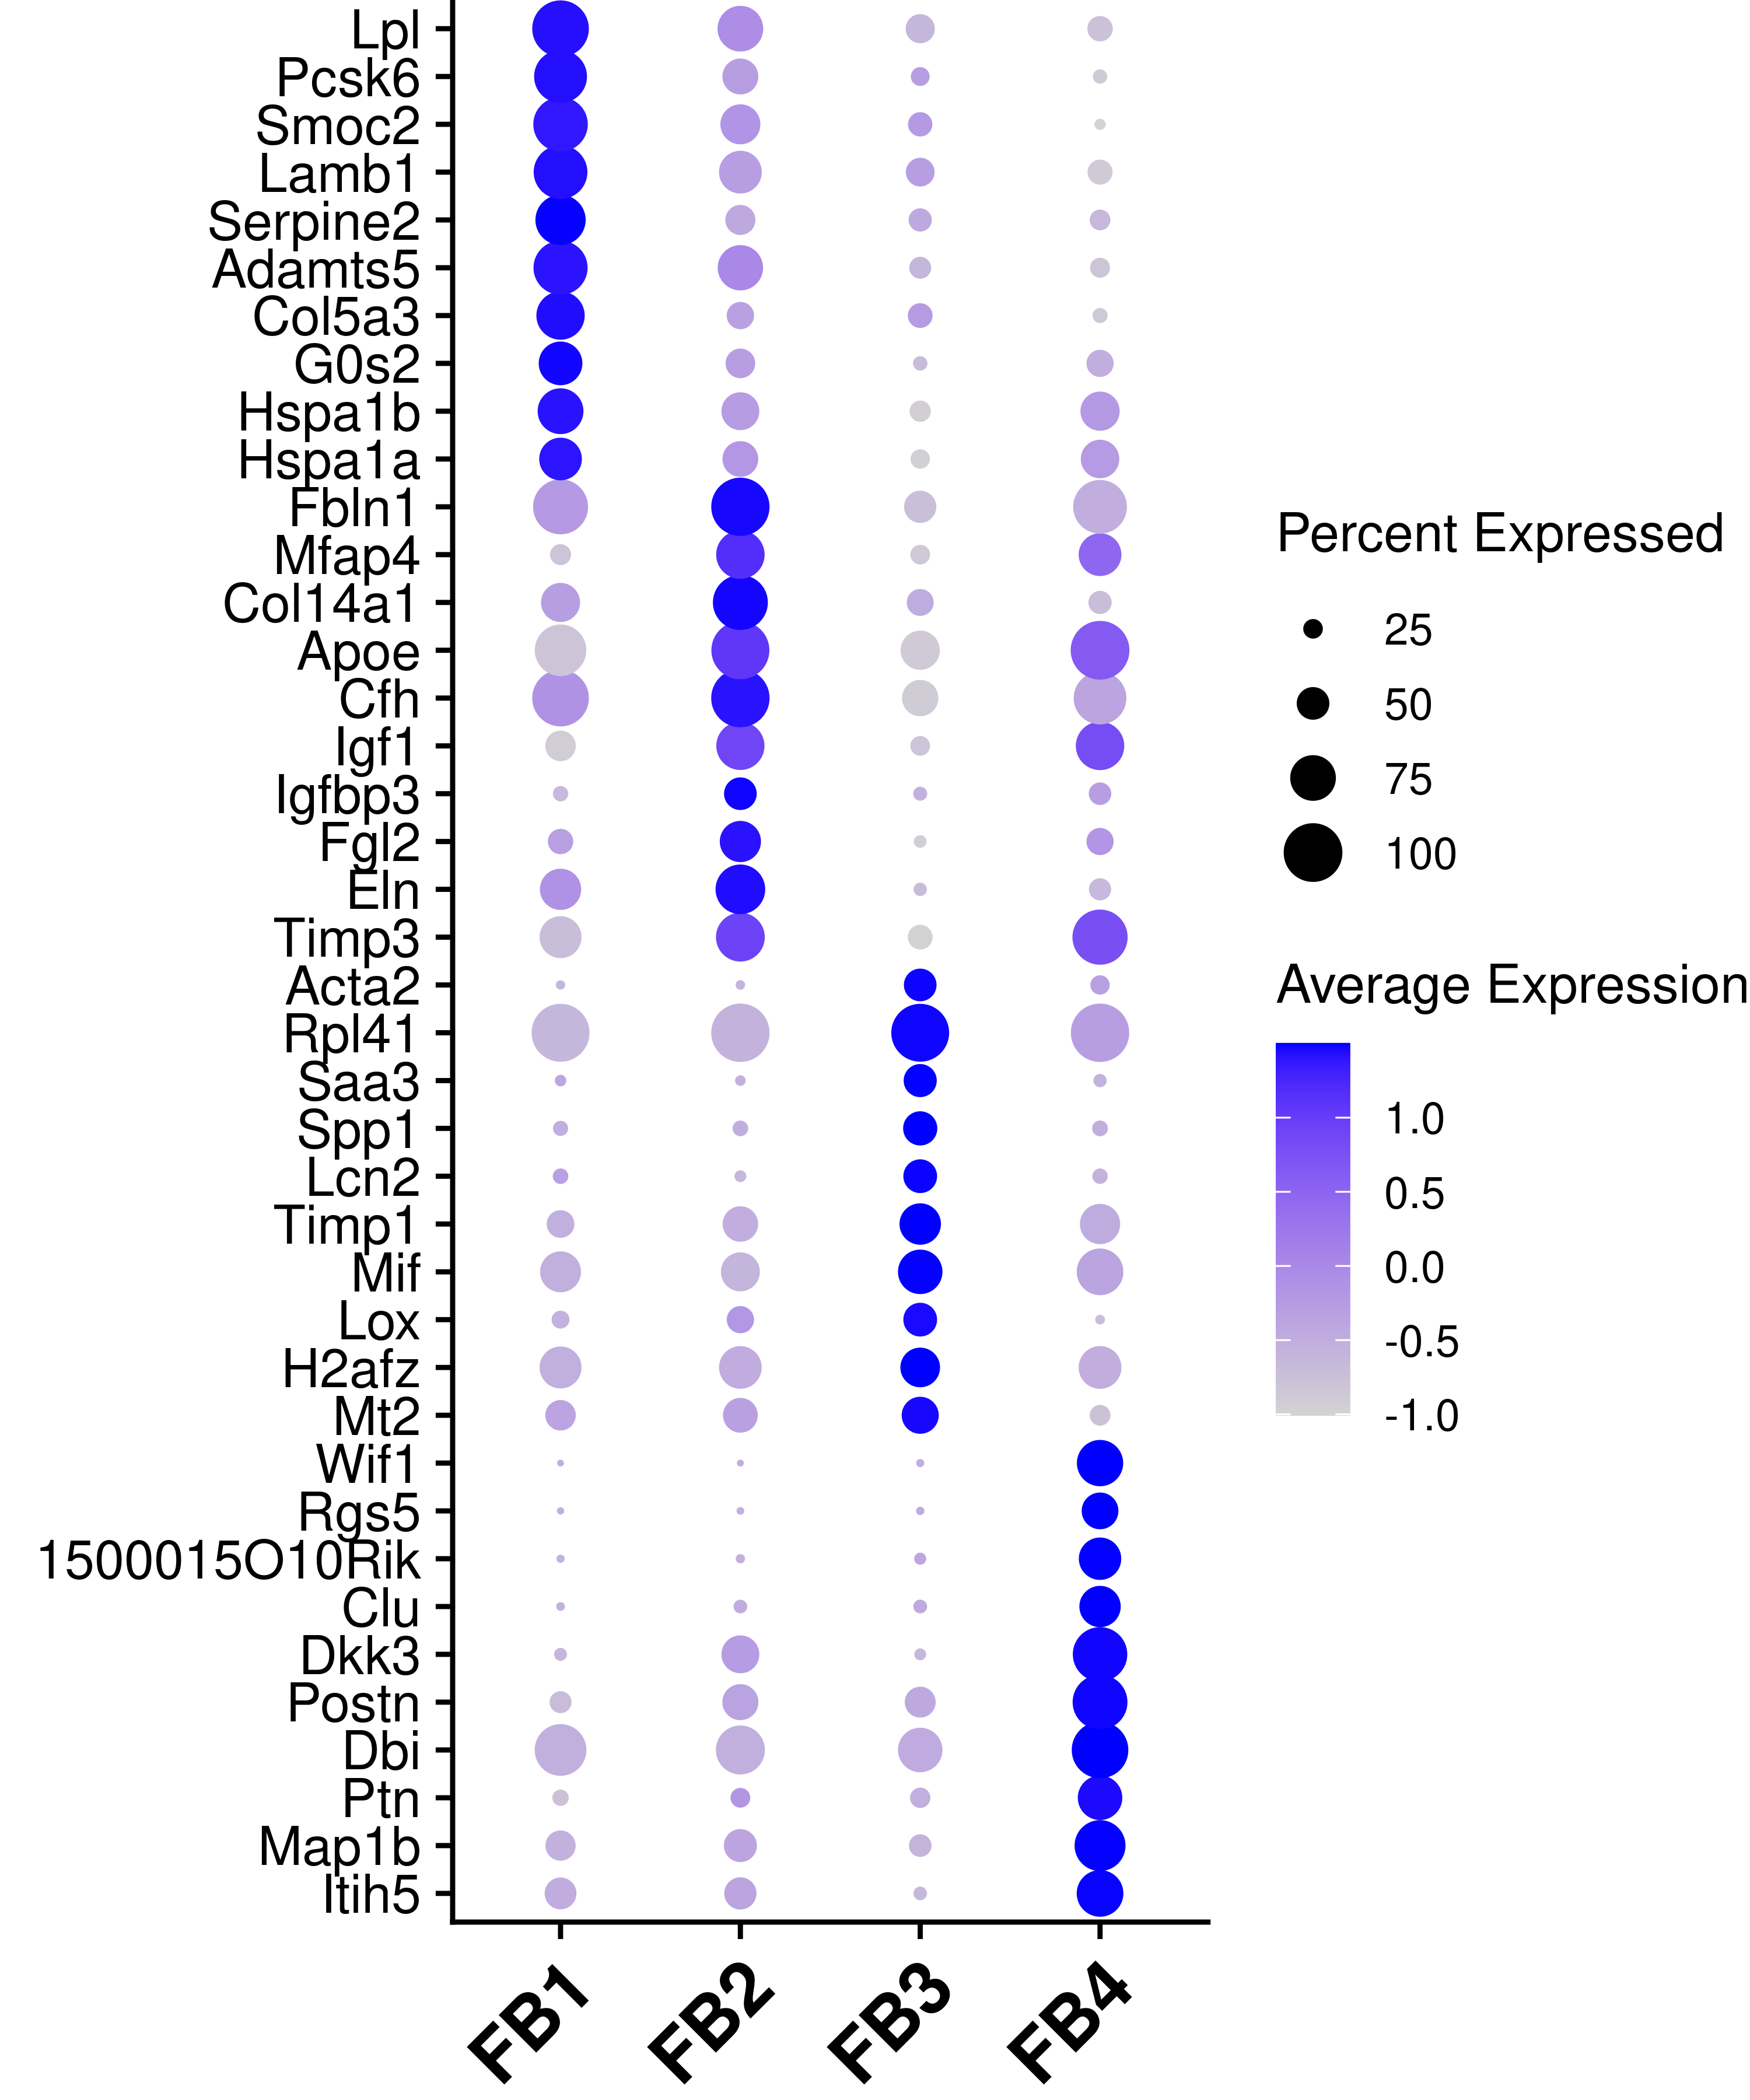 Lpl
Pcsk6
Smoc2
Lamb1
Serpine2
Adamts5
Col5a3
G0s2
Hspa1b
Hspa1a
Fbln1
Mfap4
Col14a1
Apoe
Cfh
Igf1
Igfbp3
Fgl2
Eln
Timp3
Acta2
Rpl41
Saa3
Spp1
Lcn2
Timp1
Mif
Lox
H2afz
Mt2
Wif1
Rgs5
1500015O10Rik
Clu
Dkk3
Postn
Dbi
Ptn
Map1b
Itih5
FB1 FB2 FB3 FB4
Percent Expressed
25
50
75
100
Average Expression
1.0
0.5
0.0
-0.5
-1.0